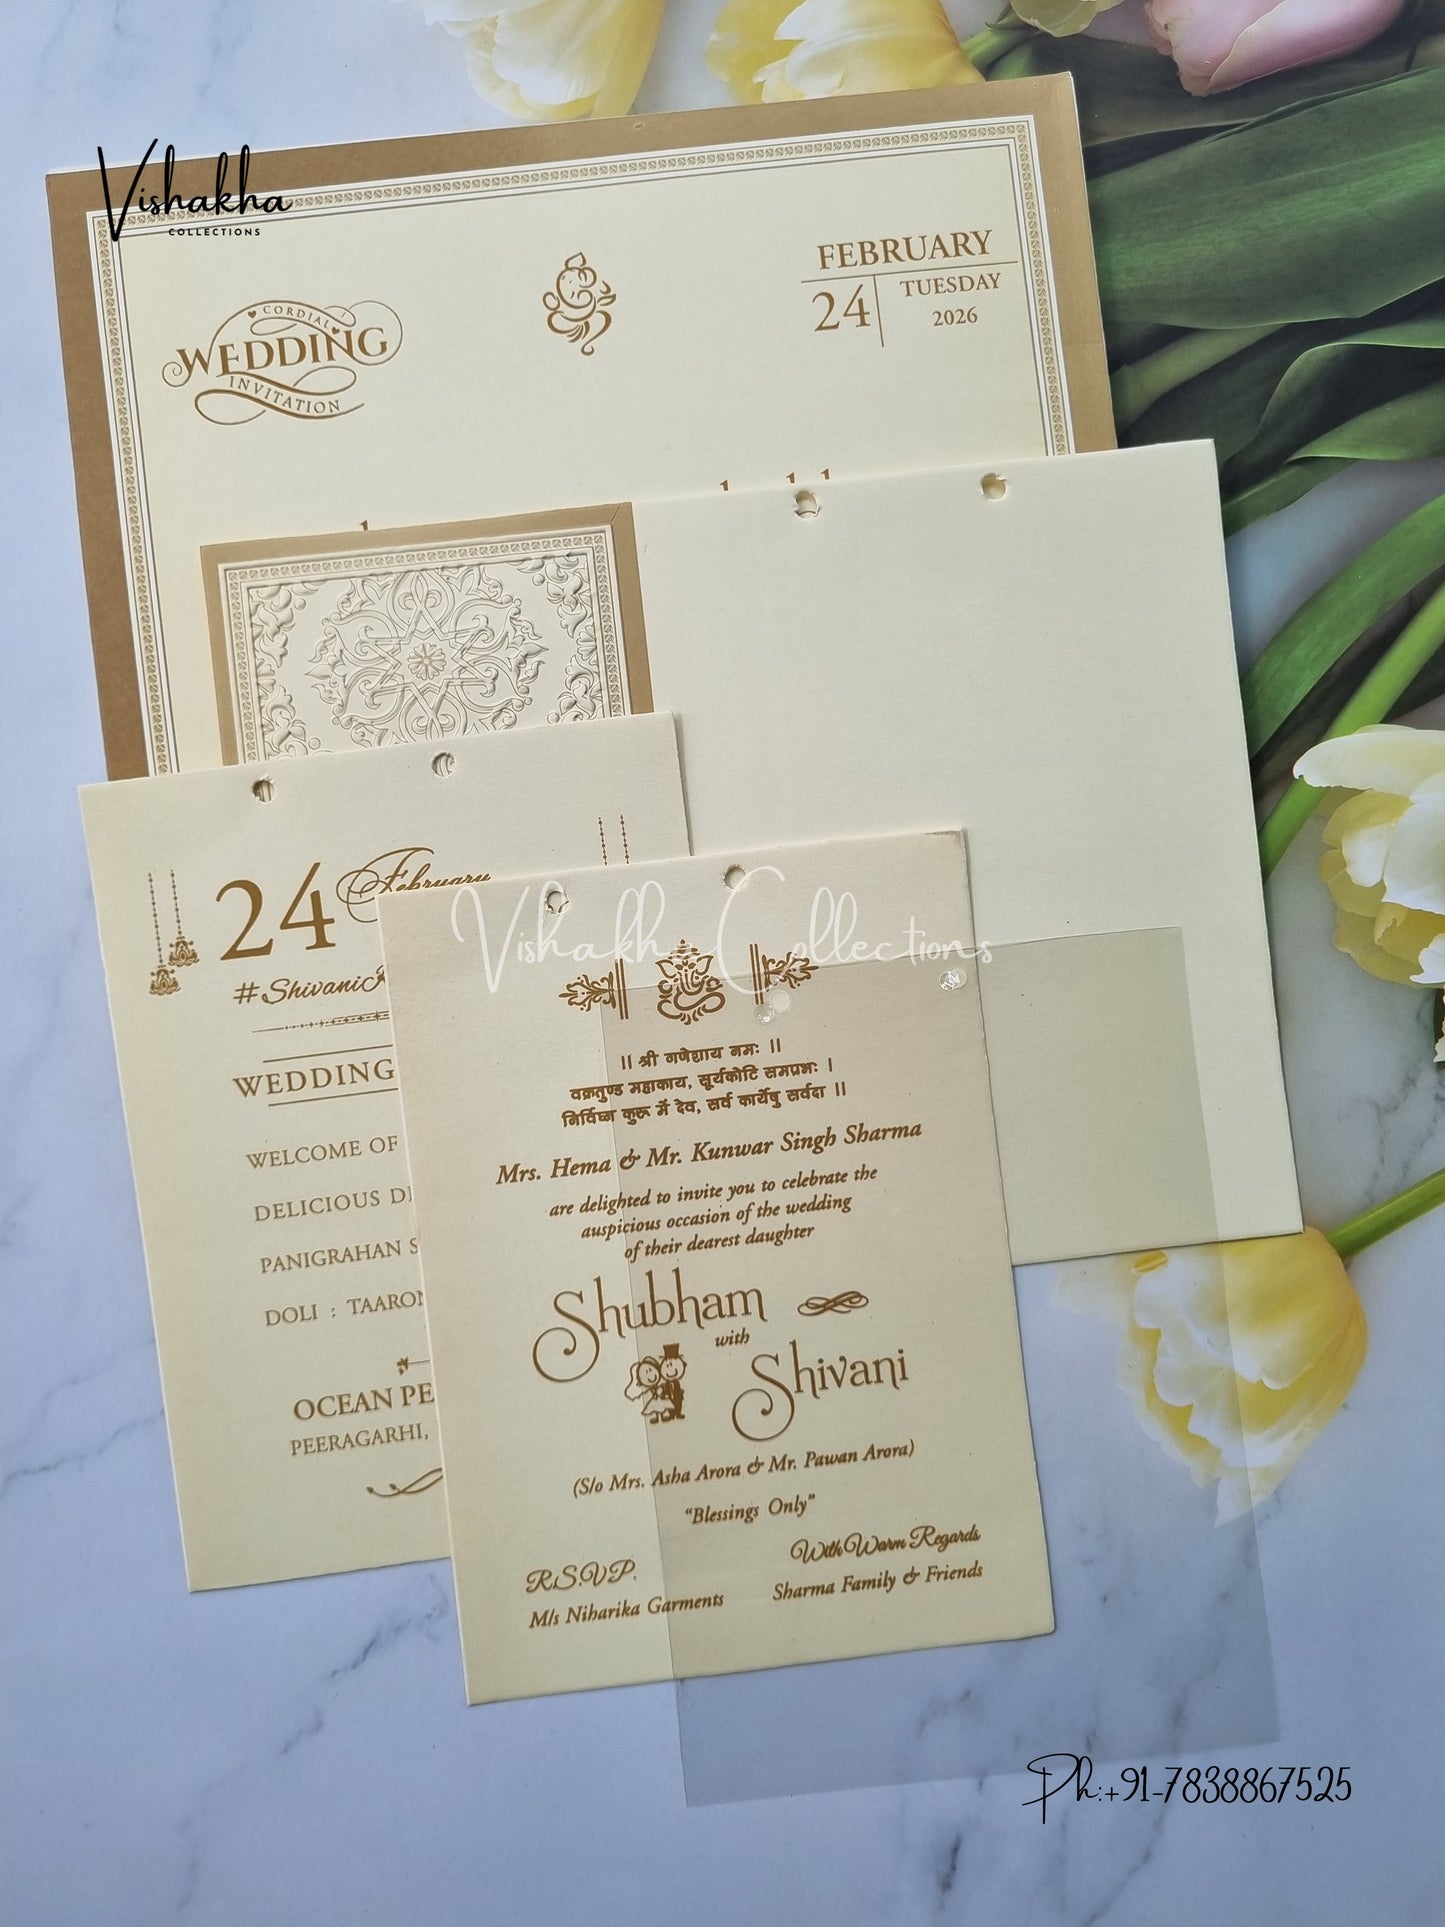 Vishakha
COLLECTIONS
CORDIAL
WEDDING
INVITATION
FEBRUARY
24
TUESDAY
2026
24 February
#Shivani
WEDDING
WELCOME OF
DELICIOUS
PANIGRAHAN
DOLI :
OCEAN
PEERAGARHI,
Vishakha Collections
|| श्री गणेशाय नमः ||
वक्रतुण्ड महाकाय, सूर्यकोटि समप्रभः |
निर्विघ्न कुरू में देव, सर्व कार्येषु सर्वदा ||
Mrs. Hema & Mr. Kunwar Singh Sharma
are delighted to invite you to celebrate the
auspicious occasion of the wedding
of their dearest daughter
Shubham
with
Shivani
(S/o Mrs. Asha Arora & Mr. Pawan Arora)
“Blessings Only”
R.S.V.P.
M/s Niharika Garments
With Warm Regards
Sharma Family & Friends
Ph:+91-7838867525